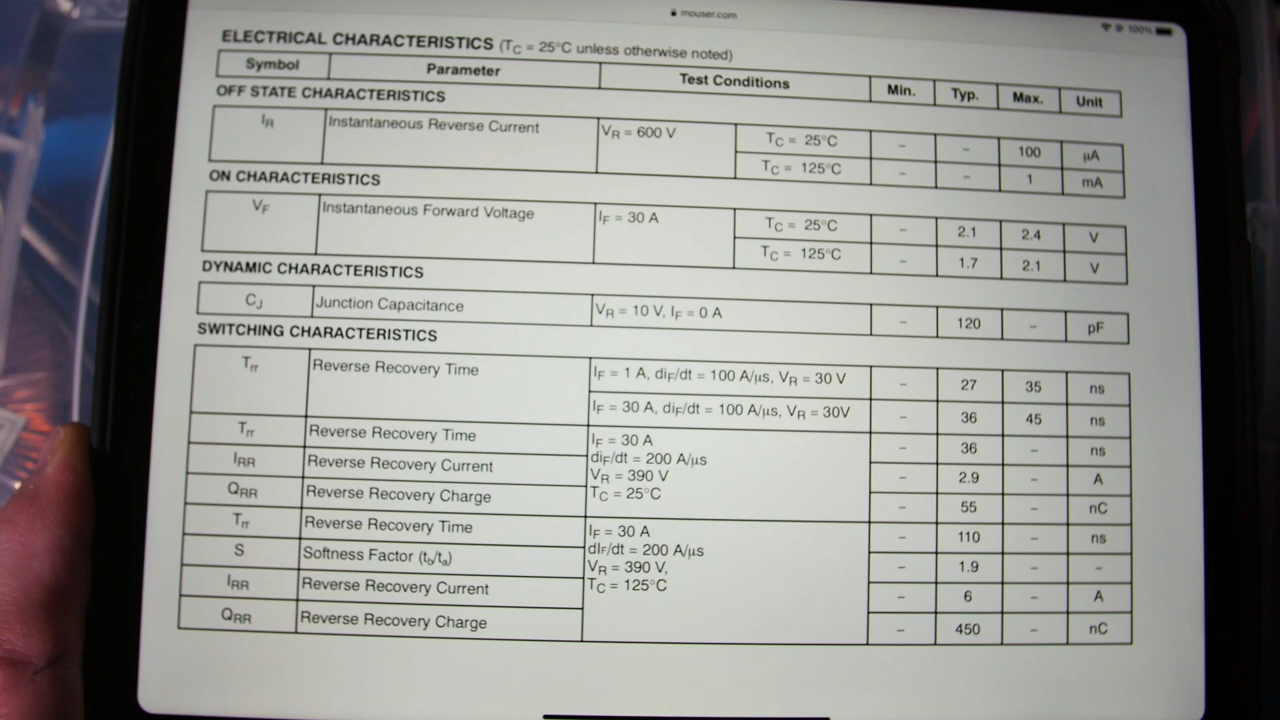 mouser.com
100%
ELECTRICAL CHARACTERISTICS (TC = 25°C unless otherwise noted)
Symbol Parameter Test Conditions Min. Typ. Max. Unit
OFF STATE CHARACTERISTICS
IR Instantaneous Reverse Current VR = 600 V TC = 25°C – – 100 μA
TC = 125°C – – 1 mA
ON CHARACTERISTICS
VF Instantaneous Forward Voltage IF = 30 A TC = 25°C – 2.1 2.4 V
TC = 125°C – 1.7 2.1 V
DYNAMIC CHARACTERISTICS
CJ Junction Capacitance VR = 10 V, IF = 0 A – 120 – pF
SWITCHING CHARACTERISTICS
Trr Reverse Recovery Time IF = 1 A, diF/dt = 100 A/μs, VR = 30 V – 27 35 ns
IF = 30 A, diF/dt = 100 A/μs, VR = 30V – 36 45 ns
Trr Reverse Recovery Time IF = 30 A – 36 – ns
IRR Reverse Recovery Current diF/dt = 200 A/μs – 2.9 – A
VR = 390 V
QRR Reverse Recovery Charge TC = 25°C – 55 – nC
Trr Reverse Recovery Time IF = 30 A – 110 – ns
S Softness Factor (tb/ta) dIF/dt = 200 A/μs – 1.9 – –
VR = 390 V,
IRR Reverse Recovery Current TC = 125°C – 6 – A
QRR Reverse Recovery Charge – 450 – nC